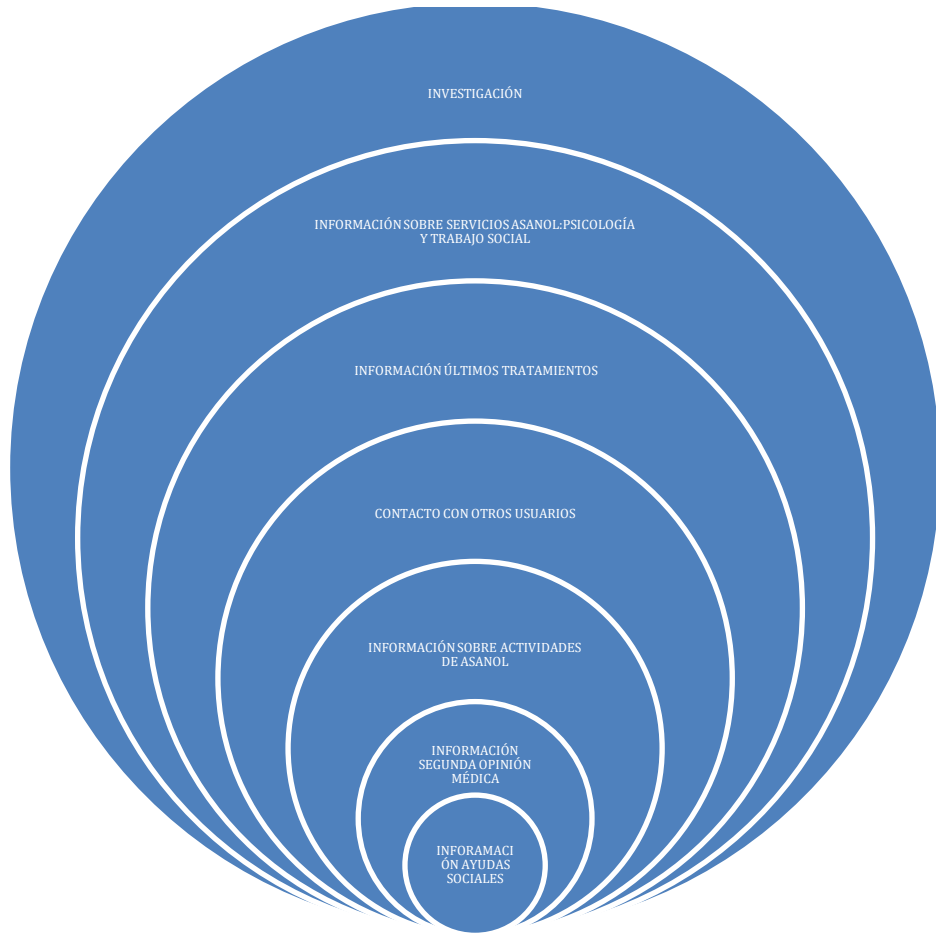 INVESTIGACIÓN
INFORMACIÓN SOBRE SERVICIOS ASANOL:PSICOLOGÍA
Y TRABAJO SOCIAL
INFORMACIÓN ÚLTIMOS TRATAMIENTOS
CONTACTO CON OTROS USUARIOS
INFORMACIÓN SOBRE ACTIVIDADES
DE ASANOL
INFORMACIÓN
SEGUNDA OPINIÓN
MÉDICA
INFORAMACI
ÓN AYUDAS
SOCIALES